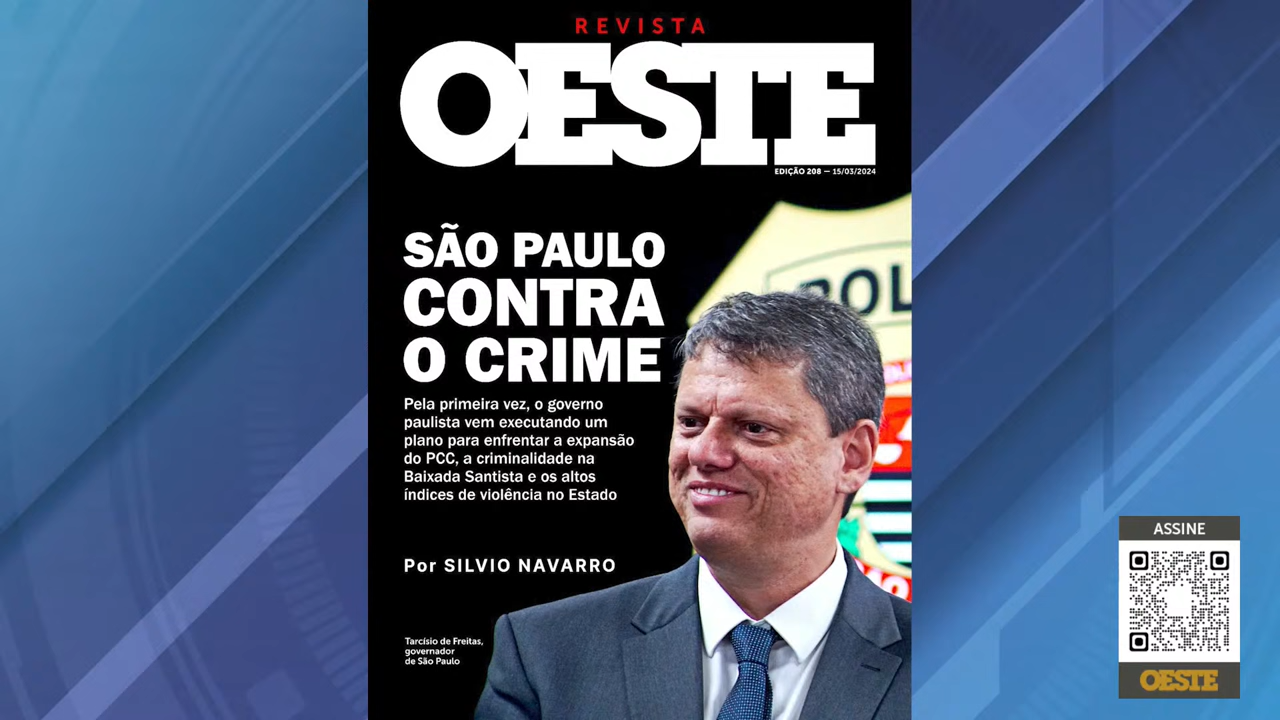 REVISTA
OESTE
EDIÇÃO 208 — 15/03/2024
SÃO PAULO
CONTRA
O CRIME
Pela primeira vez, o governo
paulista vem executando um
plano para enfrentar a expansão
do PCC, a criminalidade na
Baixada Santista e os altos
índices de violência no Estado
Por SILVIO NAVARRO
Tarcísio de Freitas,
governador
de São Paulo
POL
ASSINE
OESTE